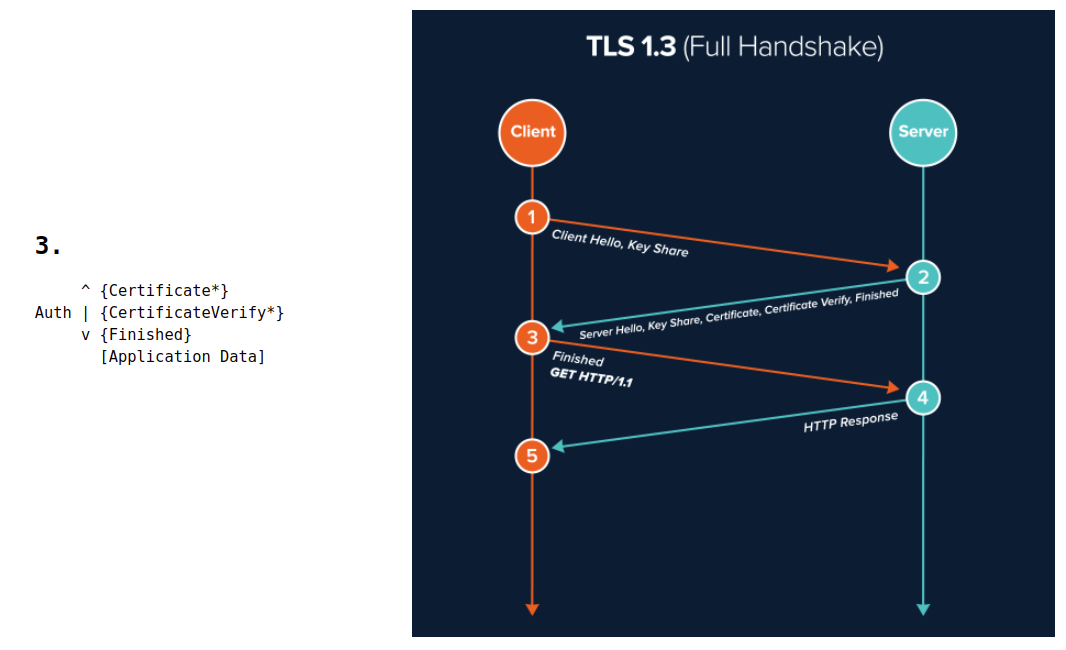 3.
^ {Certificate*}
Auth | {CertificateVerify*}
v {Finished}
[Application Data]
TLS 1.3 (Full Handshake)
Client
Server
1
Client Hello, Key Share
2
Server Hello, Key Share, Certificate, Certificate Verify, Finished
3
Finished
GET HTTP/1.1
4
HTTP Response
5